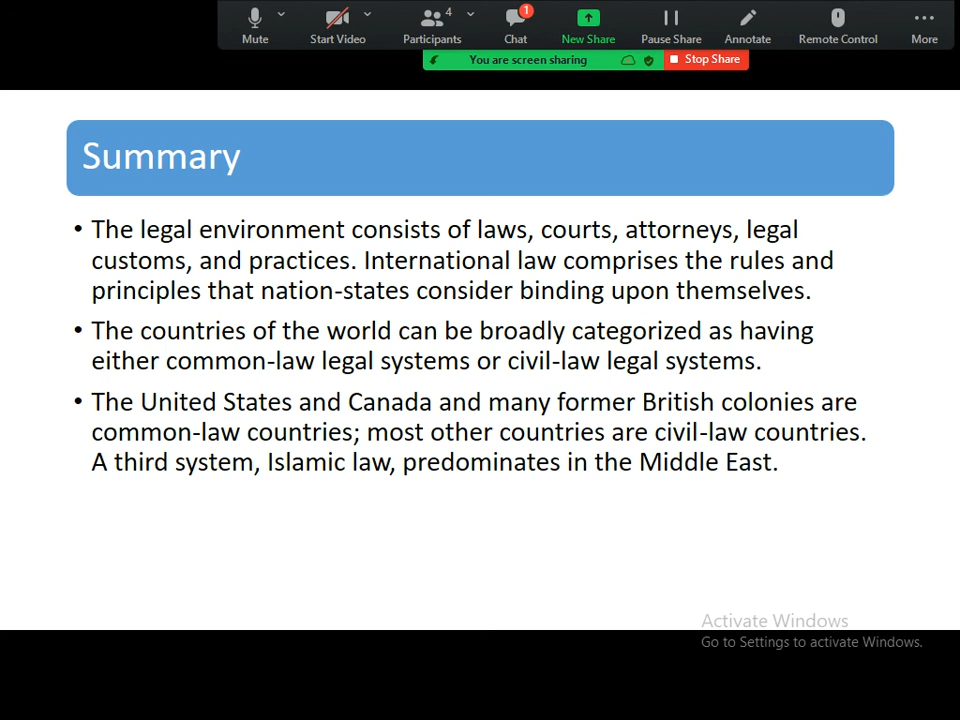 4
1
Mute
Start Video
Participants
Chat
New Share
Pause Share
Annotate
Remote Control
More
You are screen sharing
Stop Share
Summary
• The legal environment consists of laws, courts, attorneys, legal
customs, and practices. International law comprises the rules and
principles that nation-states consider binding upon themselves.
• The countries of the world can be broadly categorized as having
either common-law legal systems or civil-law legal systems.
• The United States and Canada and many former British colonies are
common-law countries; most other countries are civil-law countries.
A third system, Islamic law, predominates in the Middle East.
Activate Windows
Go to Settings to activate Windows.